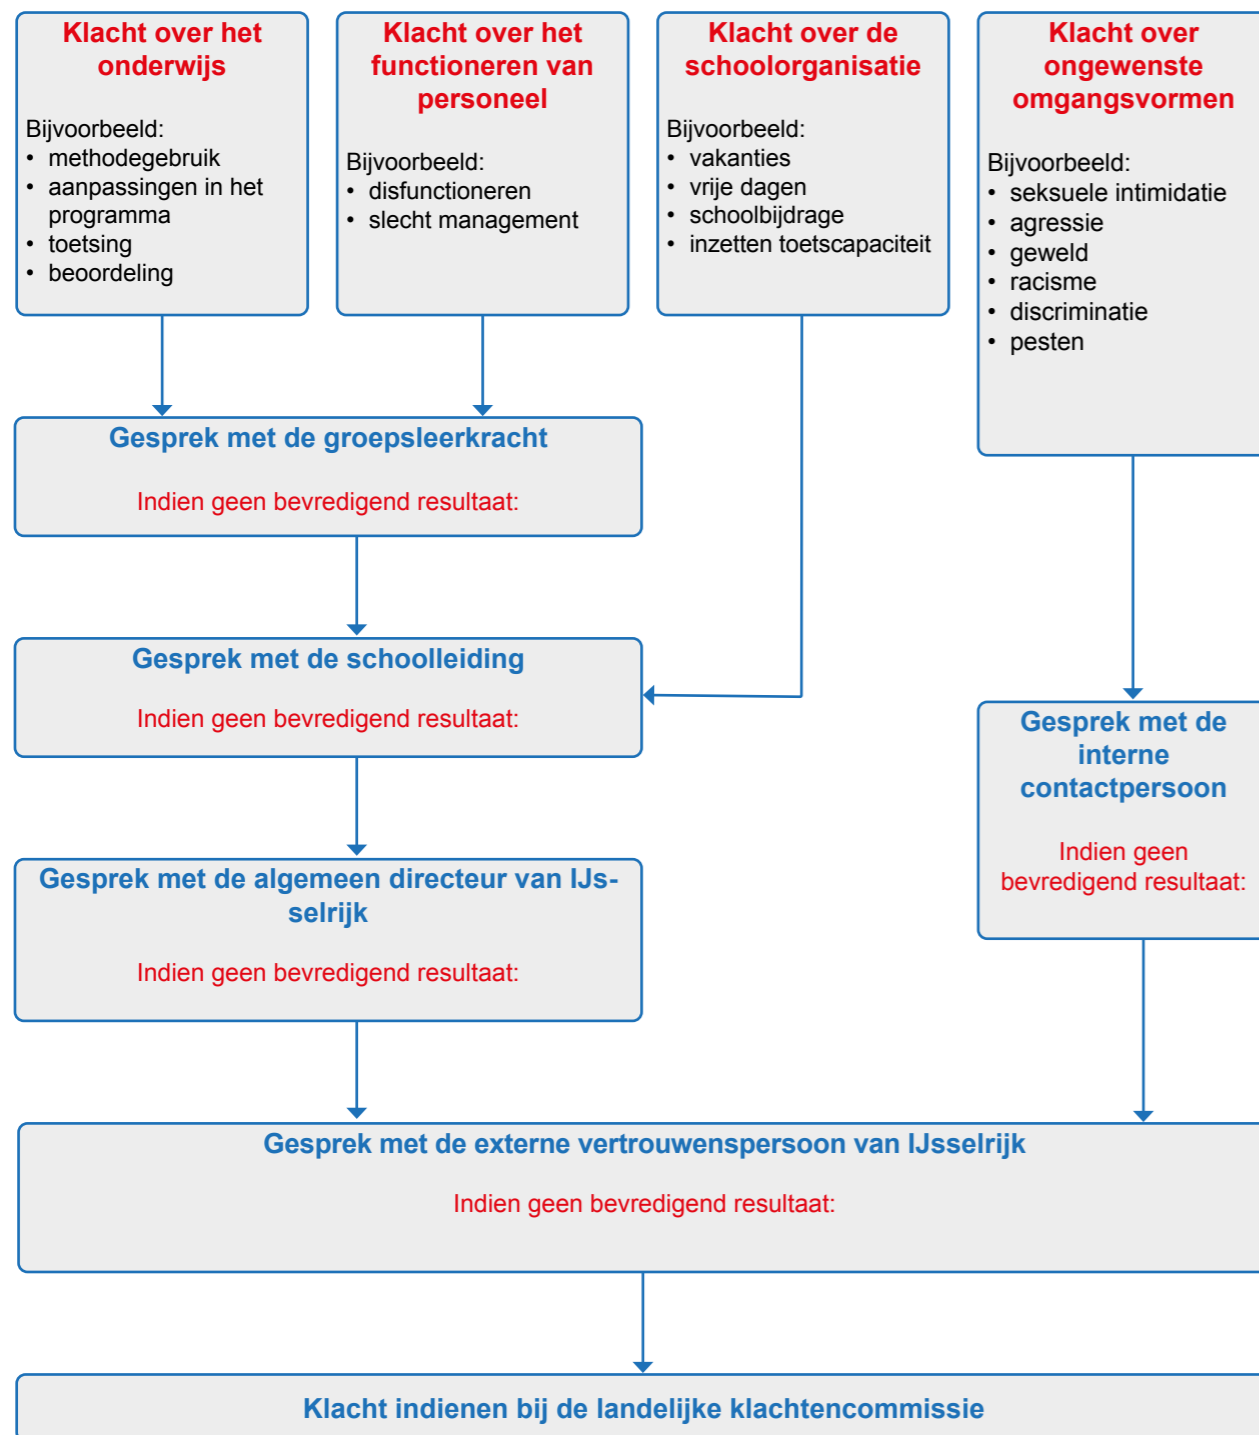 Klacht over het
onderwijs
Bijvoorbeeld:
• methodegebruik
• aanpassingen in het
programma
• toetsing
• beoordeling
Klacht over het
functioneren van
personeel
Bijvoorbeeld:
• disfunctioneren
• slecht management
Klacht over de
schoolorganisatie
Bijvoorbeeld:
• vakanties
• vrije dagen
• schoolbijdrage
• inzetten toetscapaciteit
Klacht over
ongewenste
omgangsvormen
Bijvoorbeeld:
• seksuele intimidatie
• agressie
• geweld
• racisme
• discriminatie
• pesten
Gesprek met de groepsleerkracht
Indien geen bevredigend resultaat:
Gesprek met de schoolleiding
Indien geen bevredigend resultaat:
Gesprek met de interne
contactpersoon
Indien geen
bevredigend resultaat:
Gesprek met de algemeen directeur van IJs-
selrijk
Indien geen bevredigend resultaat:
Gesprek met de externe vertrouwenspersoon van IJsselrijk
Indien geen bevredigend resultaat:
Klacht indienen bij de landelijke klachtencommissie